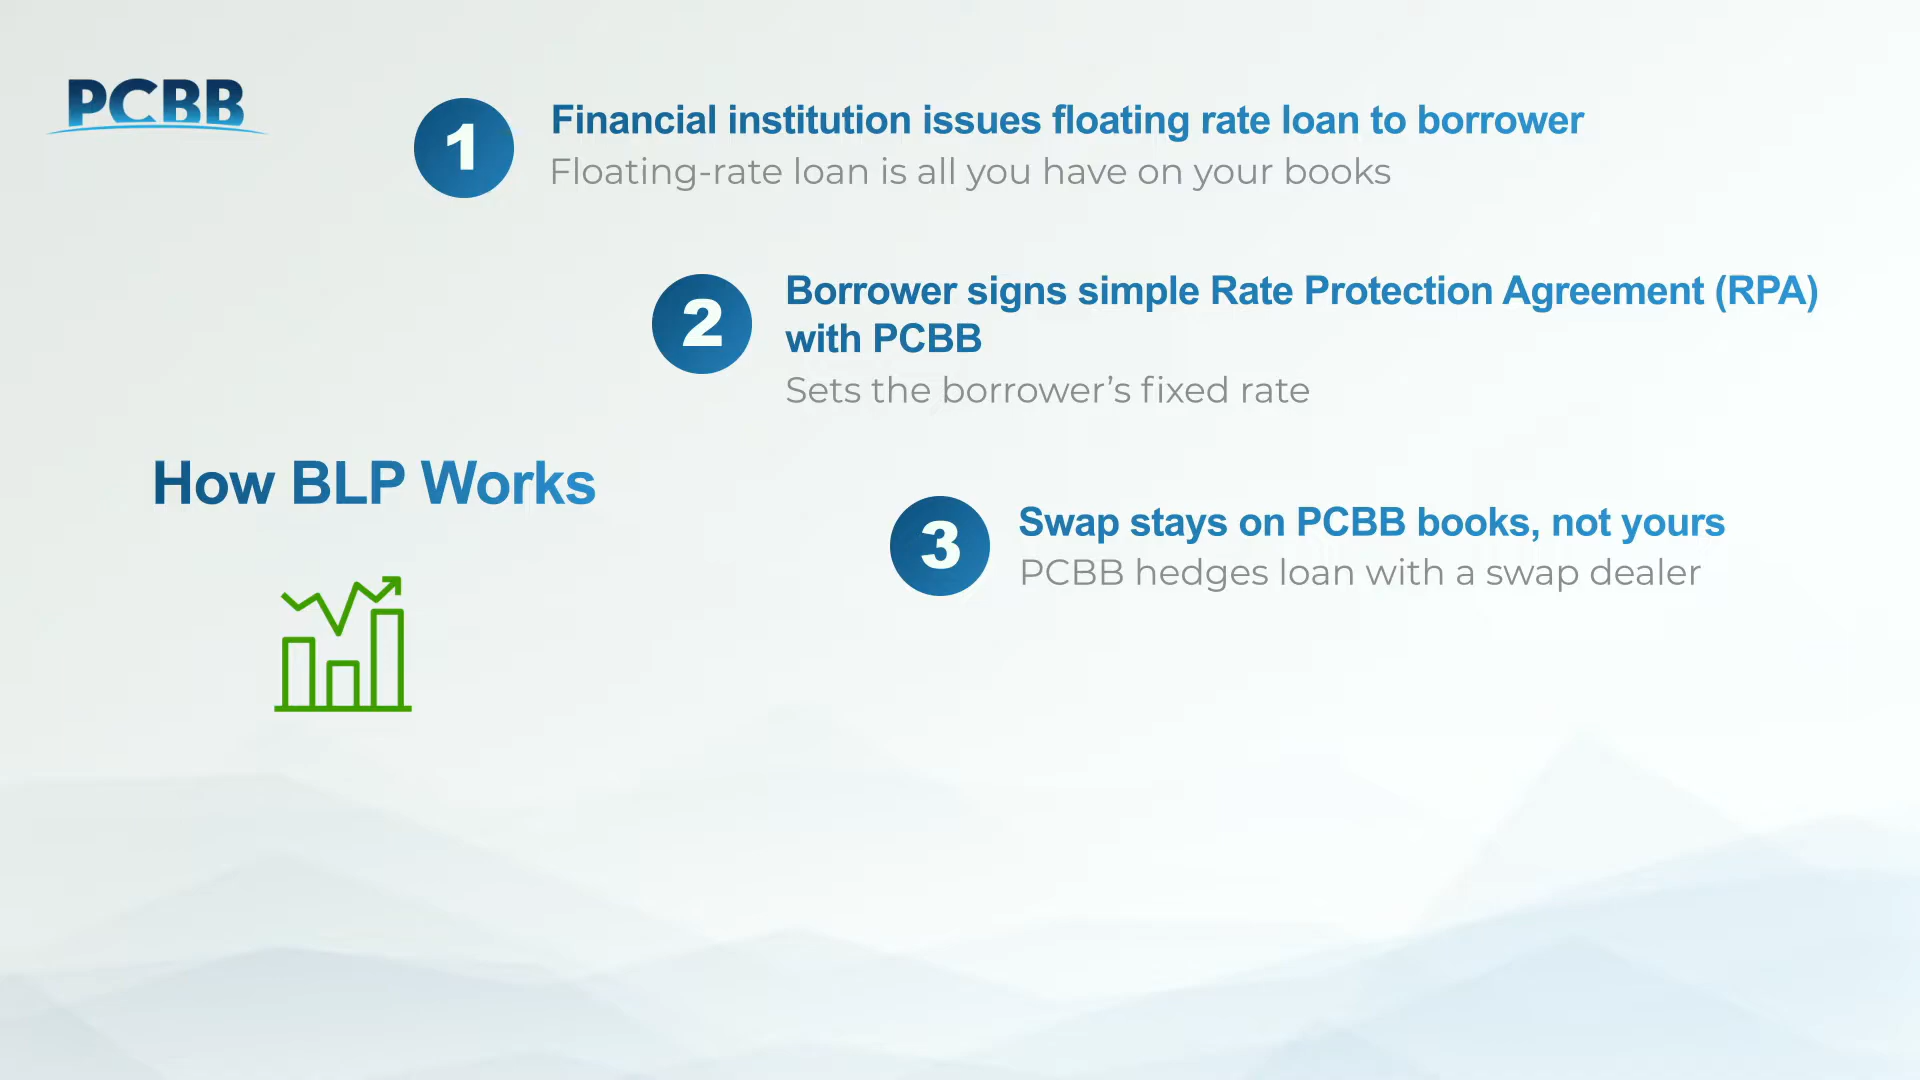 PCBB
1
Financial institution issues floating rate loan to borrower
Floating-rate loan is all you have on your books
2
Borrower signs simple Rate Protection Agreement (RPA)
with PCBB
Sets the borrower’s fixed rate
How BLP Works
3
Swap stays on PCBB books, not yours
PCBB hedges loan with a swap dealer